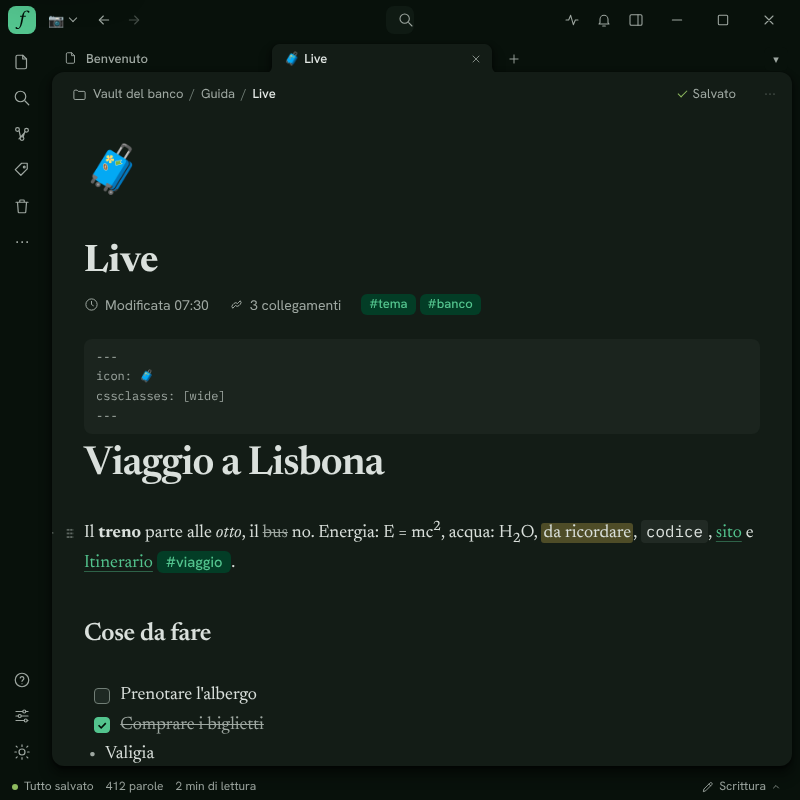 f
Benvenuto
Live
Vault del banco / Guida / Live
Salvato
Live
Modificata 07:30
3 collegamenti
#tema
#banco
---
icon: 🧳
cssclasses: [wide]
---
Viaggio a Lisbona
Il treno parte alle otto, il bus no. Energia: E = mc², acqua: H₂O, da ricordare, codice, sito e
Itinerario #viaggio.
Cose da fare
Prenotare l'albergo
Comprare i biglietti
• Valigia
Tutto salvato 412 parole 2 min di lettura
Scrittura